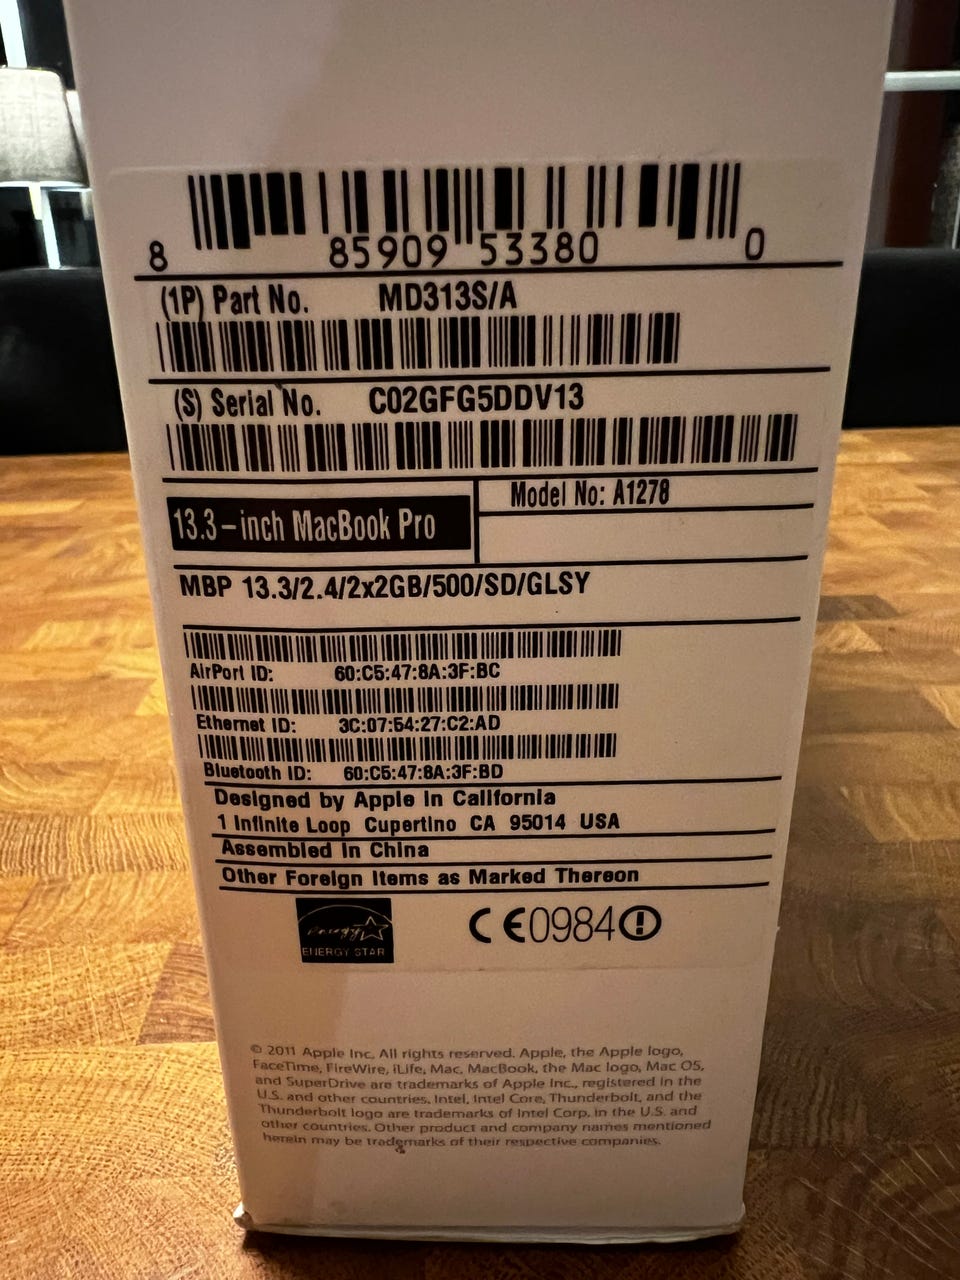 8 85909 53380 0
(1P) Part No. MD313S/A
(S) Serial No. C02GFG5DDV13
Model No: A1278
13.3-inch MacBook Pro
MBP 13.3/2.4/2x2GB/500/SD/GLSY
AirPort ID: 60:C5:47:8A:3F:BC
Ethernet ID: 3C:07:54:27:C2:AD
Bluetooth ID: 60:C5:47:8A:3F:BD
Designed by Apple in California
1 Infinite Loop Cupertino CA 95014 USA
Assembled in China
Other Foreign Items as Marked Thereon
energy
ENERGY STAR
CE0984
© 2011 Apple Inc. All rights reserved. Apple, the Apple logo,
FaceTime, FireWire, iLife, Mac, MacBook, the Mac logo, Mac OS,
and SuperDrive are trademarks of Apple Inc., registered in the
U.S. and other countries. Intel, Intel Core, Thunderbolt, and the
Thunderbolt logo are trademarks of Intel Corp. in the U.S. and
other countries. Other product and company names mentioned
herein may be trademarks of their respective companies.